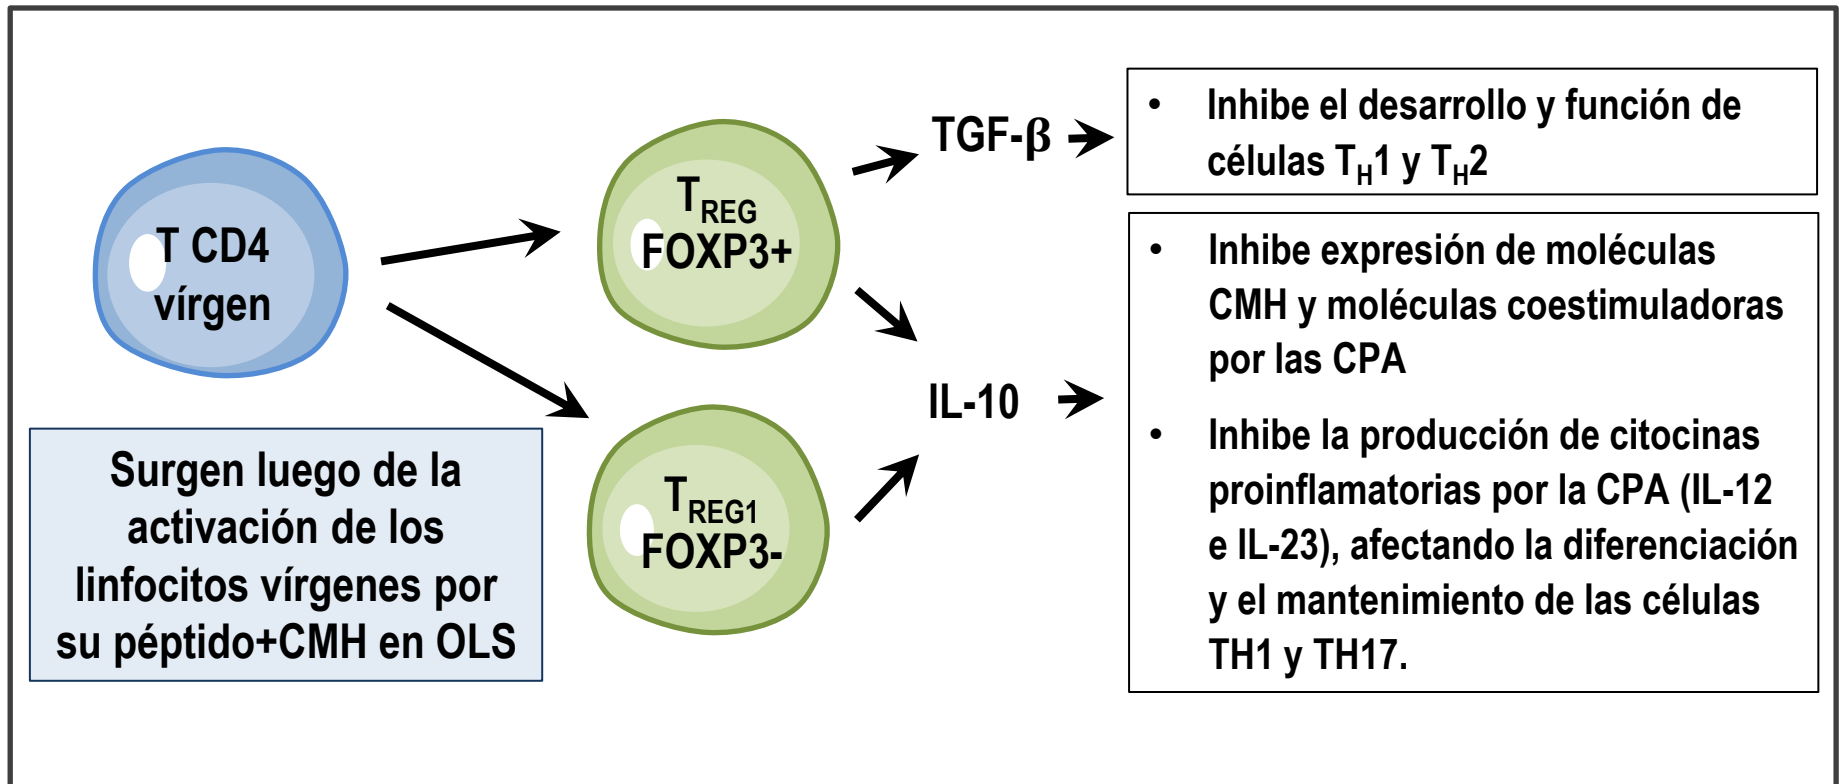 T CD4
vírgen
Surgen luego de la
activación de los
linfocitos vírgenes por
su péptido+CMH en OLS
TREG
FOXP3+
TREG1
FOXP3-
TGF-β
IL-10
• Inhibe el desarrollo y función de
células TH1 y TH2
• Inhibe expresión de moléculas
CMH y moléculas coestimuladoras
por las CPA
• Inhibe la producción de citocinas
proinflamatorias por la CPA (IL-12
e IL-23), afectando la diferenciación
y el mantenimiento de las células
TH1 y TH17.